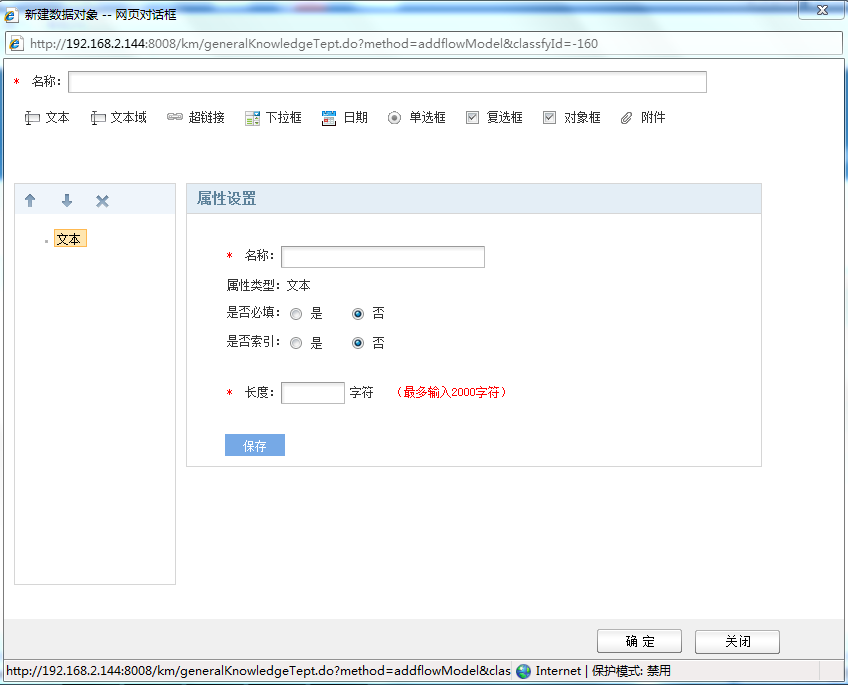 新建数据对象 -- 网页对话框
http://192.168.2.144:8008/km/generalKnowledgeTept.do?method=addflowModel&classfyId=-160
* 名称：
文本 文本域 超链接 下拉框 日期 单选框 复选框 对象框 附件
属性设置
文本
* 名称：
属性类型：文本
是否必填： 是 否
是否索引： 是 否
* 长度： 字符 （最多输入2000字符）
保存
确 定 关 闭
http://192.168.2.144:8008/km/generalKnowledgeTept.do?method=addflowModel&clas Internet | 保护模式: 禁用